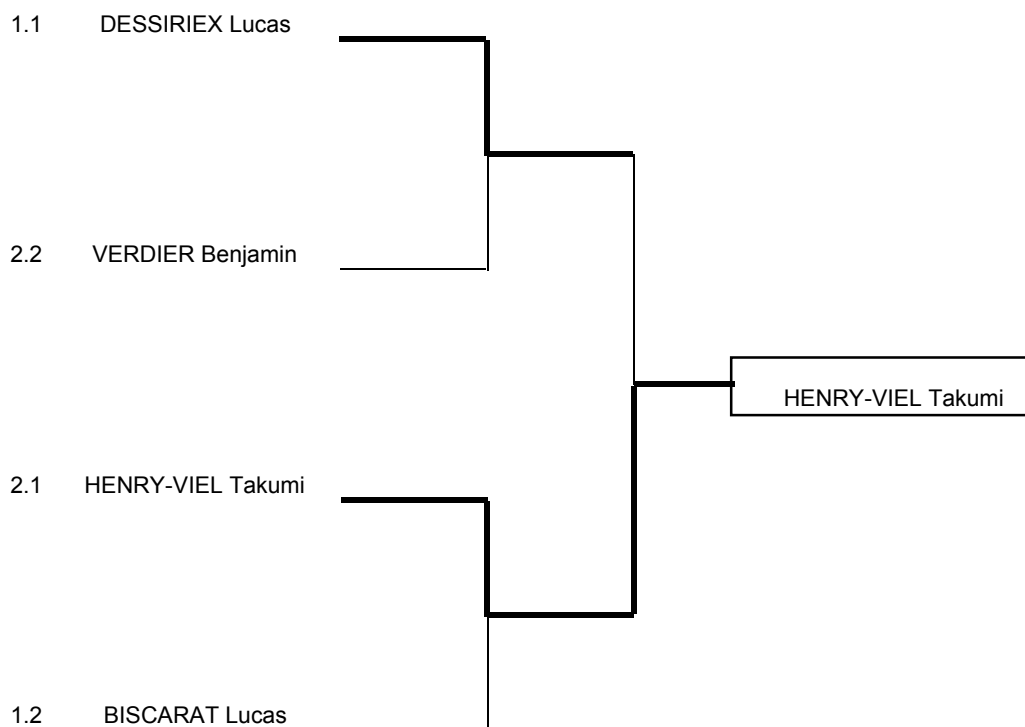 1.1 DESSIRIEX Lucas
2.2 VERDIER Benjamin
HENRY-VIEL Takumi
2.1 HENRY-VIEL Takumi
1.2 BISCARAT Lucas